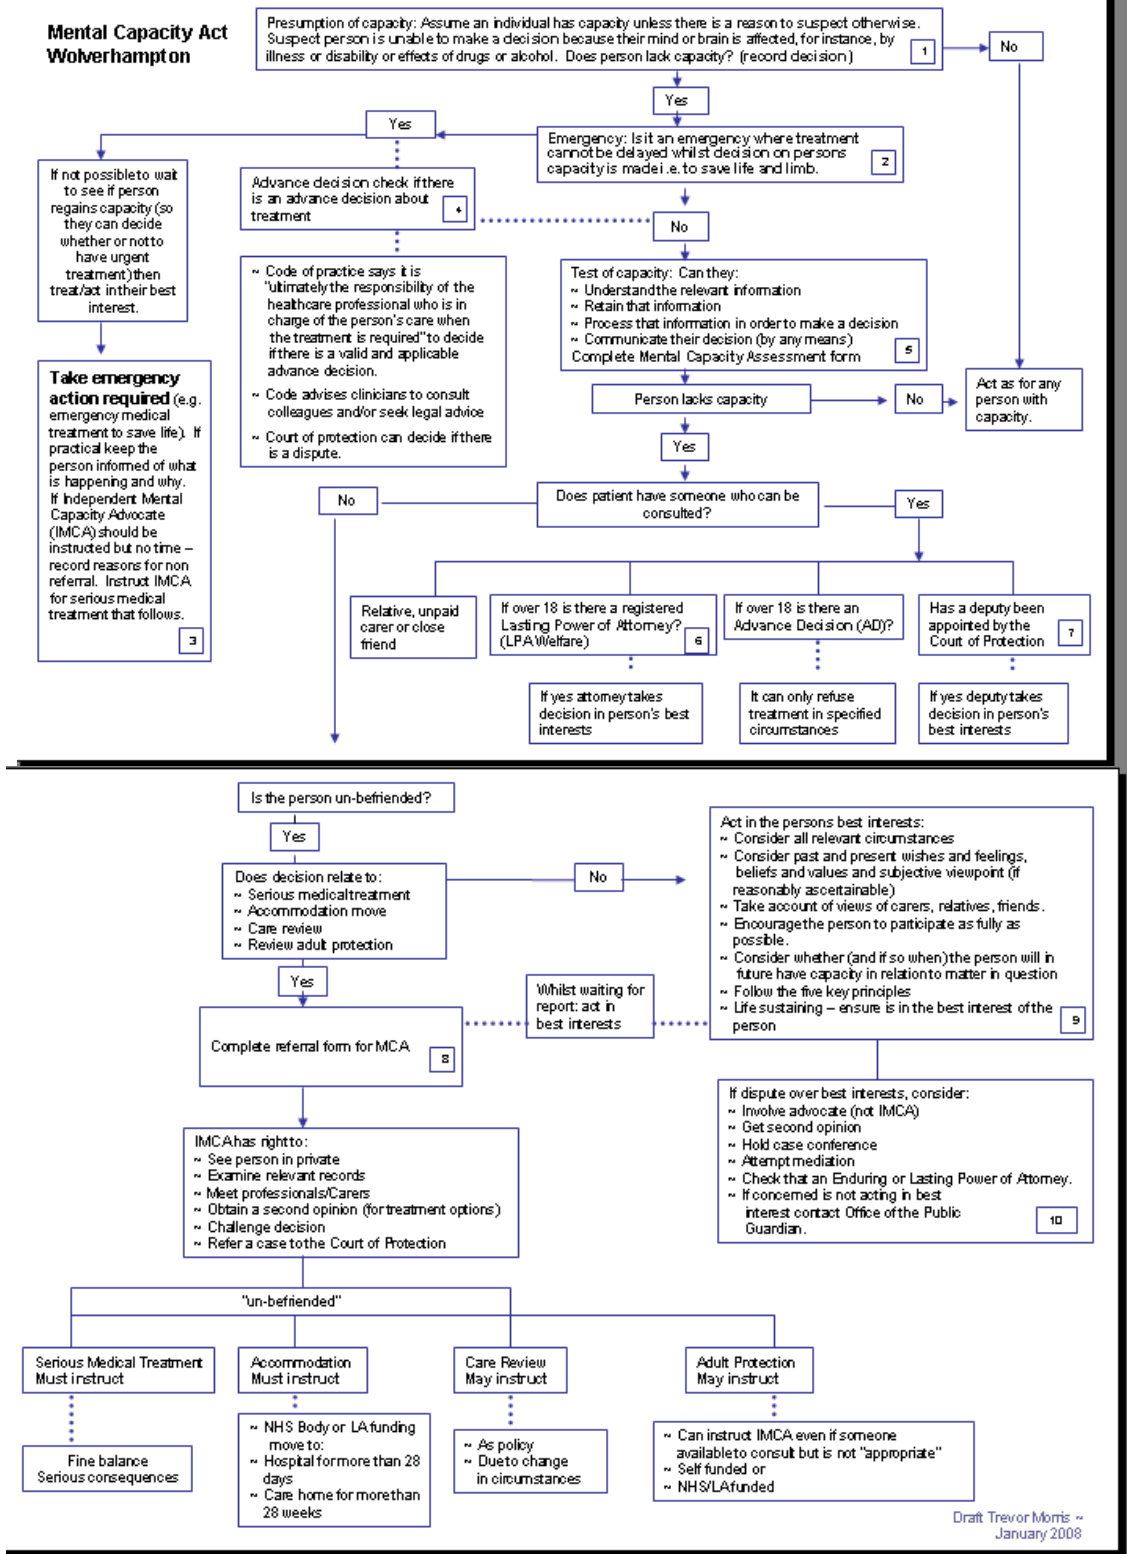 Mental Capacity Act
Wolverhampton
Presumption of capacity: Assume an individual has capacity unless there is a reason to suspect otherwise.
Suspect person is unable to make a decision because their mind or brain is affected, for instance, by
illness or disability or effects of drugs or alcohol. Does person lack capacity? (record decision)
1
No
Yes
Yes
Emergency: Is it an emergency where treatment
cannot be delayed whilst decision on persons
capacity is made i.e. to save life and limb.
2
If not possible to wait
to see if person
regains capacity (so
they can decide
whether or not to
have urgent
treatment) then
treat/act in their best
interest.
Advance decision check if there
is an advance decision about
treatment
4
No
~ Code of practice says it is
"ultimately the responsibility of the
healthcare professional who is in
charge of the person's care when
the treatment is required" to decide
if there is a valid and applicable
advance decision.
~ Code advises clinicians to consult
colleagues and/or seek legal advice
~ Court of protection can decide if there
is a dispute.
Test of capacity: Can they:
~ Understand the relevant information
~ Retain that information
~ Process that information in order to make a decision
~ Communicate their decision (by any means)
Complete Mental Capacity Assessment form
5
Take emergency
action required (e.g.
emergency medical
treatment to save life). If
practical keep the
person informed of what
is happening and why.
If Independent Mental
Capacity Advocate
(IMCA) should be
instructed but no time –
record reasons for non
referral. Instruct IMCA
for serious medical
treatment that follows.
3
Person lacks capacity
No
Act as for any
person with
capacity.
Yes
No
Does patient have someone who can be
consulted?
Yes
Relative, unpaid
carer or close
friend
If over 18 is there a registered
Lasting Power of Attorney?
(LPA Welfare)
6
If over 18 is there an
Advance Decision (AD)?
Has a deputy been
appointed by the
Court of Protection
7
If yes attorney takes
decision in person's best
interests
It can only refuse
treatment in specified
circumstances
If yes deputy takes
decision in person's
best interests
Is the person un-befriended?
Yes
Does decision relate to:
~ Serious medical treatment
~ Accommodation move
~ Care review
~ Review adult protection
No
Act in the persons best interests:
~ Consider all relevant circumstances
~ Consider past and present wishes and feelings,
beliefs and values and subjective viewpoint (if
reasonably ascertainable)
~ Take account of views of carers, relatives, friends.
~ Encourage the person to participate as fully as
possible.
~ Consider whether (and if so when) the person will in
future have capacity in relation to matter in question
~ Follow the five key principles
~ Life sustaining – ensure is in the best interest of the
person
9
Yes
Whilst waiting for
report: act in
best interests
Complete referral form for MCA
8
If dispute over best interests, consider:
~ Involve advocate (not IMCA)
~ Get second opinion
~ Hold case conference
~ Attempt mediation
~ Check that an Enduring or Lasting Power of Attorney.
~ If concerned is not acting in best
interest contact Office of the Public
Guardian.
10
IMCA has right to:
~ See person in private
~ Examine relevant records
~ Meet professionals/Carers
~ Obtain a second opinion (for treatment options)
~ Challenge decision
~ Refer a case to the Court of Protection
"un-befriended"
Serious Medical Treatment
Must instruct
Accommodation
Must instruct
Care Review
May instruct
Adult Protection
May instruct
Fine balance
Serious consequences
~ NHS Body or LA funding
move to:
~ Hospital for more than 28
days
~ Care home for more than
28 weeks
~ As policy
~ Due to change
in circumstances
~ Can instruct IMCA even if someone
available to consult but is not "appropriate"
~ Self funded or
~ NHS/LA funded
Draft Trevor Morris ~
January 2008